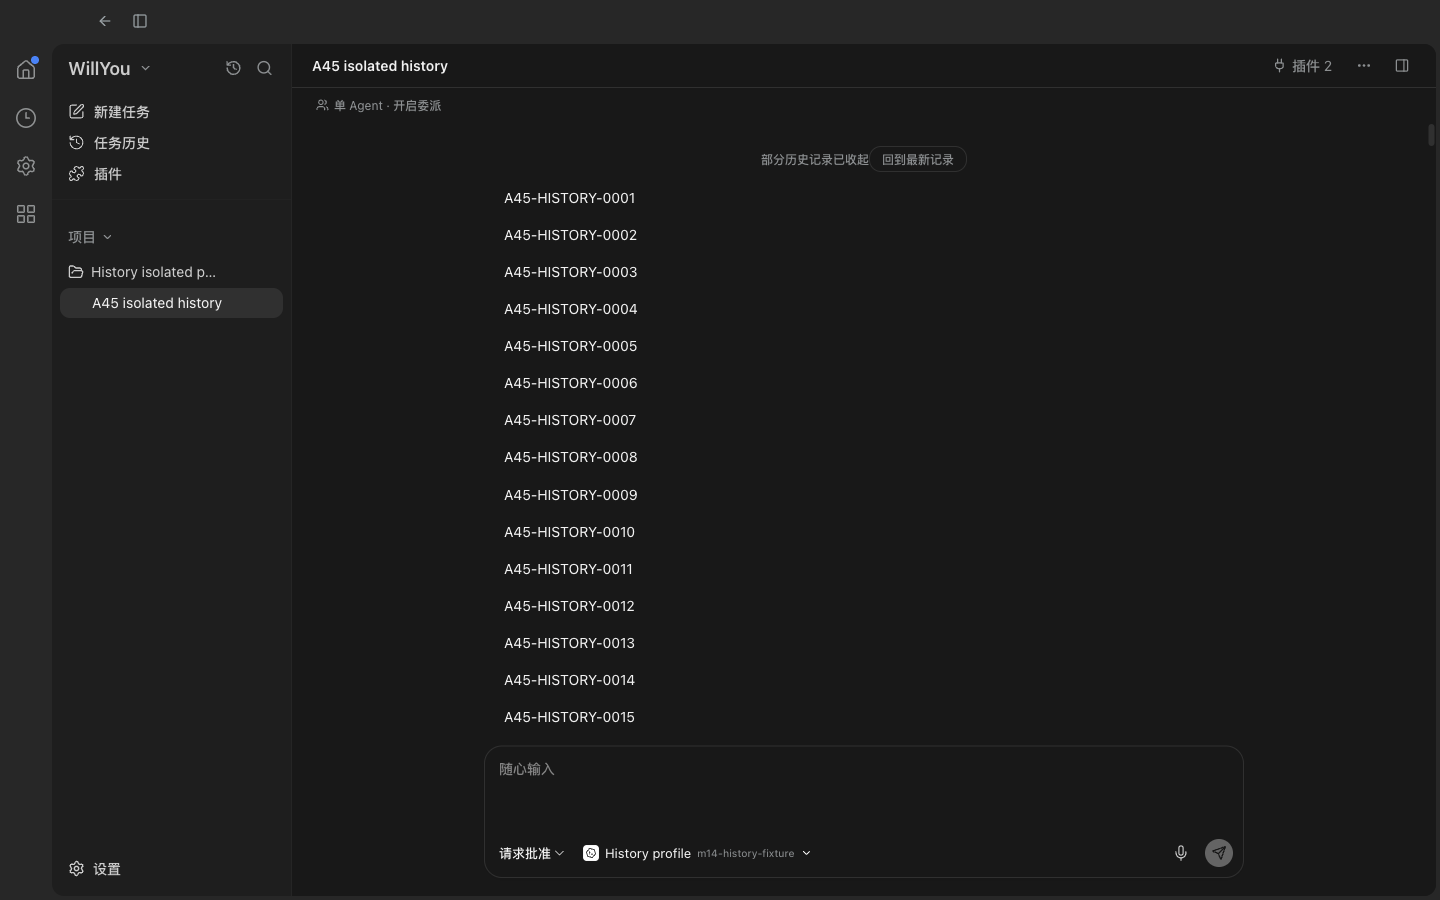 WillYou
新建任务
任务历史
插件
项目
History isolated p...
A45 isolated history
设置
A45 isolated history
插件 2
单 Agent · 开启委派
部分历史记录已收起 回到最新记录
A45-HISTORY-0001
A45-HISTORY-0002
A45-HISTORY-0003
A45-HISTORY-0004
A45-HISTORY-0005
A45-HISTORY-0006
A45-HISTORY-0007
A45-HISTORY-0008
A45-HISTORY-0009
A45-HISTORY-0010
A45-HISTORY-0011
A45-HISTORY-0012
A45-HISTORY-0013
A45-HISTORY-0014
A45-HISTORY-0015
随心输入
请求批准 History profile m14-history-fixture